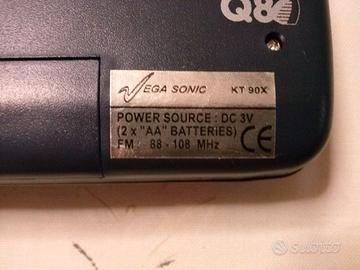 Q8
VEGA SONIC KT 90X
POWER SOURCE : DC 3V
(2 x "AA" BATTERIES)
FM : 88 - 108 MHz
CE
subito